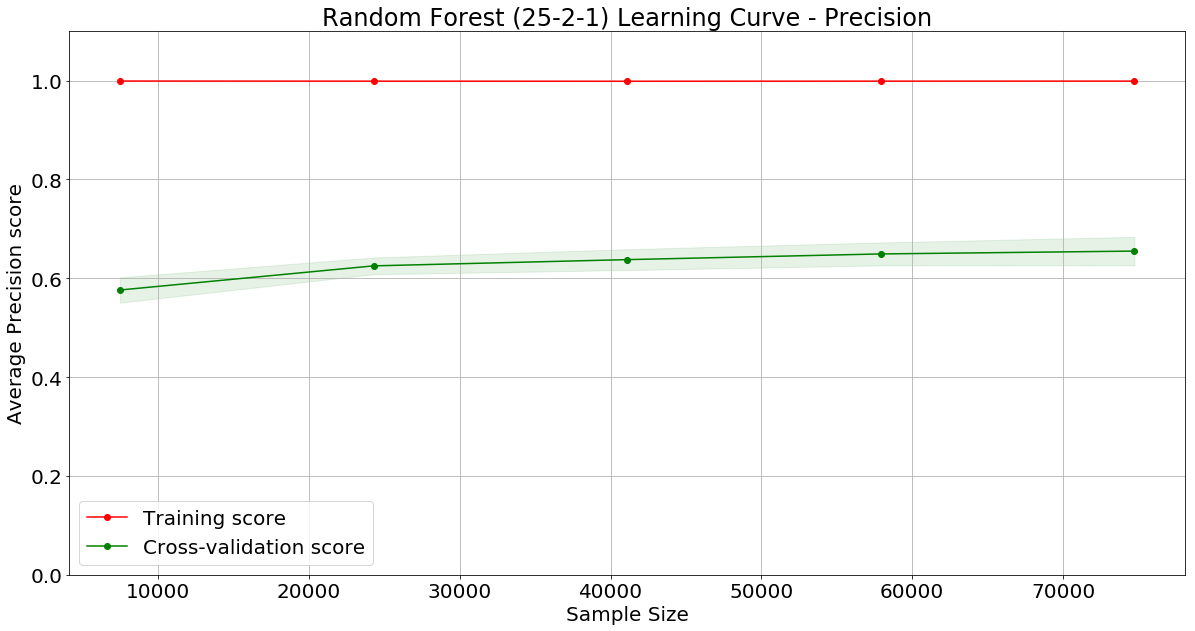 Random Forest (25-2-1) Learning Curve - Precision
Average Precision score
1.0
0.8
0.6
0.4
0.2
0.0
Training score
Cross-validation score
10000 20000 30000 40000 50000 60000 70000
Sample Size